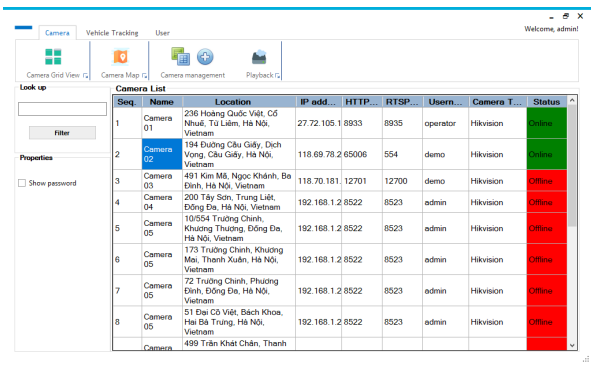 Camera Vehicle Tracking User Welcome, admin!
Camera Grid View Camera Map Camera management Playback
Look up Camera List
Seq. Name Location IP add... HTTP... RTSP... Usern... Camera T... Status
1 Camera 01 236 Hoàng Quốc Việt, Cổ Nhuế, Từ Liêm, Hà Nội, Vietnam 27.72.105.1 8933 8935 operator Hikvision Online
Filter
2 Camera 02 194 Đường Cầu Giấy, Dịch Vọng, Cầu Giấy, Hà Nội, Vietnam 118.69.78.2 65006 554 demo Hikvision Online
Properties
Show password
3 Camera 03 491 Kim Mã, Ngọc Khánh, Ba Đình, Hà Nội, Vietnam 118.70.181. 12701 12700 demo Hikvision Offline
4 Camera 04 200 Tây Sơn, Trung Liệt, Đống Đa, Hà Nội, Vietnam 192.168.1.2 8522 8523 admin Hikvision Offline
5 Camera 05 10/554 Trường Chinh, Khương Thượng, Đống Đa, Hà Nội, Vietnam 192.168.1.2 8522 8523 admin Hikvision Offline
6 Camera 05 173 Trường Chinh, Khương Mai, Thanh Xuân, Hà Nội, Vietnam 192.168.1.2 8522 8523 admin Hikvision Offline
7 Camera 05 72 Trường Chinh, Phương Đình, Đống Đa, Hà Nội, Vietnam 192.168.1.2 8522 8523 admin Hikvision Offline
8 Camera 05 51 Đại Cồ Việt, Bách Khoa, Hai Bà Trưng, Hà Nội, Vietnam 192.168.1.2 8522 8523 admin Hikvision Offline
Camera 499 Trần Khát Chân, Thanh